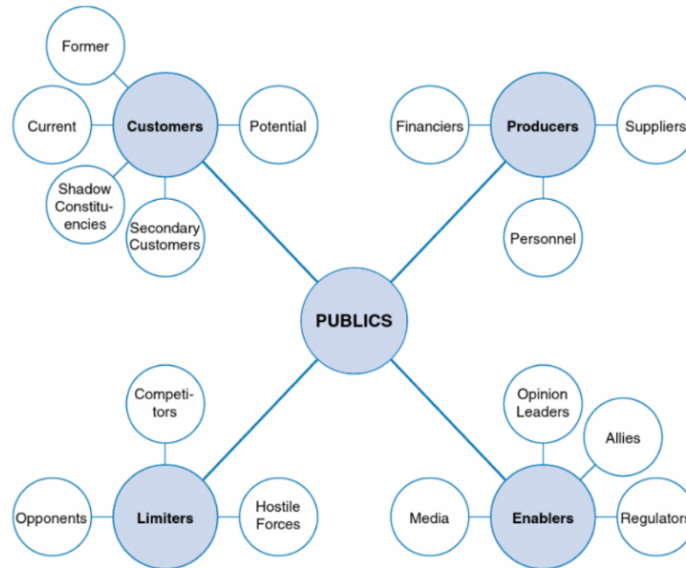 Former
Current
Customers
Potential
Shadow
Constitu-
encies
Secondary
Customers
Financiers
Producers
Suppliers
Personnel
PUBLICS
Competi-
tors
Opponents
Limiters
Hostile
Forces
Opinion
Leaders
Allies
Media
Enablers
Regulators